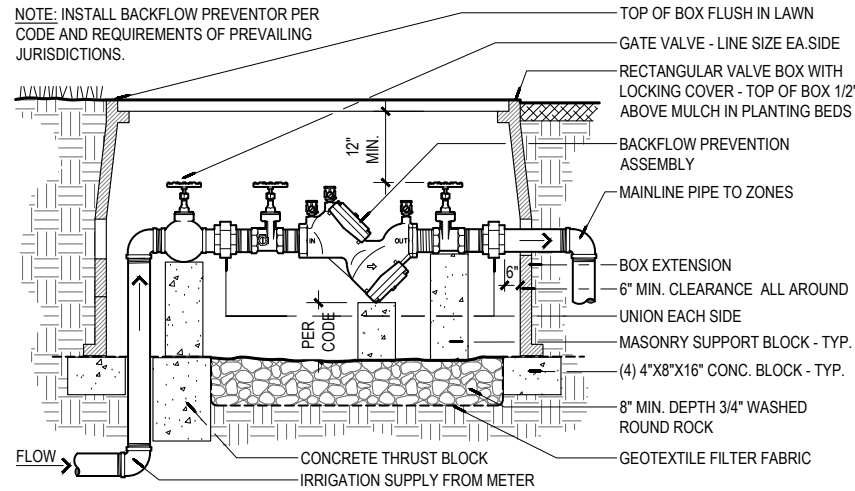 NOTE: INSTALL BACKFLOW PREVENTOR PER
CODE AND REQUIREMENTS OF PREVAILING
JURISDICTIONS.
TOP OF BOX FLUSH IN LAWN
GATE VALVE - LINE SIZE EA.SIDE
RECTANGULAR VALVE BOX WITH
LOCKING COVER - TOP OF BOX 1/2"
ABOVE MULCH IN PLANTING BEDS
12"
MIN.
BACKFLOW PREVENTION
ASSEMBLY
MAINLINE PIPE TO ZONES
IN
OUT
6"
BOX EXTENSION
6" MIN. CLEARANCE ALL AROUND
UNION EACH SIDE
PER
CODE
MASONRY SUPPORT BLOCK - TYP.
(4) 4"X8"X16" CONC. BLOCK - TYP.
8" MIN. DEPTH 3/4" WASHED
ROUND ROCK
GEOTEXTILE FILTER FABRIC
FLOW
CONCRETE THRUST BLOCK
IRRIGATION SUPPLY FROM METER